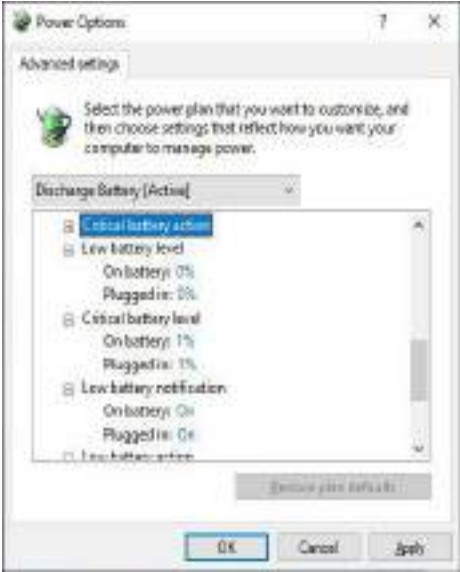 Power Options
Advanced settings
Select the power plan that you want to customize, and
then choose settings that reflect how you want your
computer to manage power.
Discharge Battery [Active]
Critical battery action
Low battery level
On battery: 0%
Plugged in: 0%
Critical battery level
On battery: 1%
Plugged in: 1%
Low battery notification
On battery: On
Plugged in: On
Low battery action
Restore plan defaults
OK
Cancel
Apply